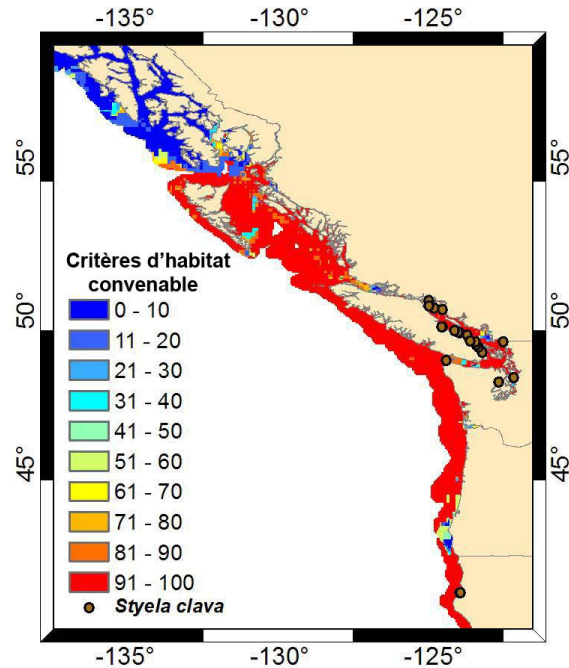 -135° -130° -125°
55° 55°
50° 50°
45° 45°
Critères d'habitat
convenable
0 - 10
11 - 20
21 - 30
31 - 40
41 - 50
51 - 60
61 - 70
71 - 80
81 - 90
91 - 100
Styela clava
-135° -130° -125°